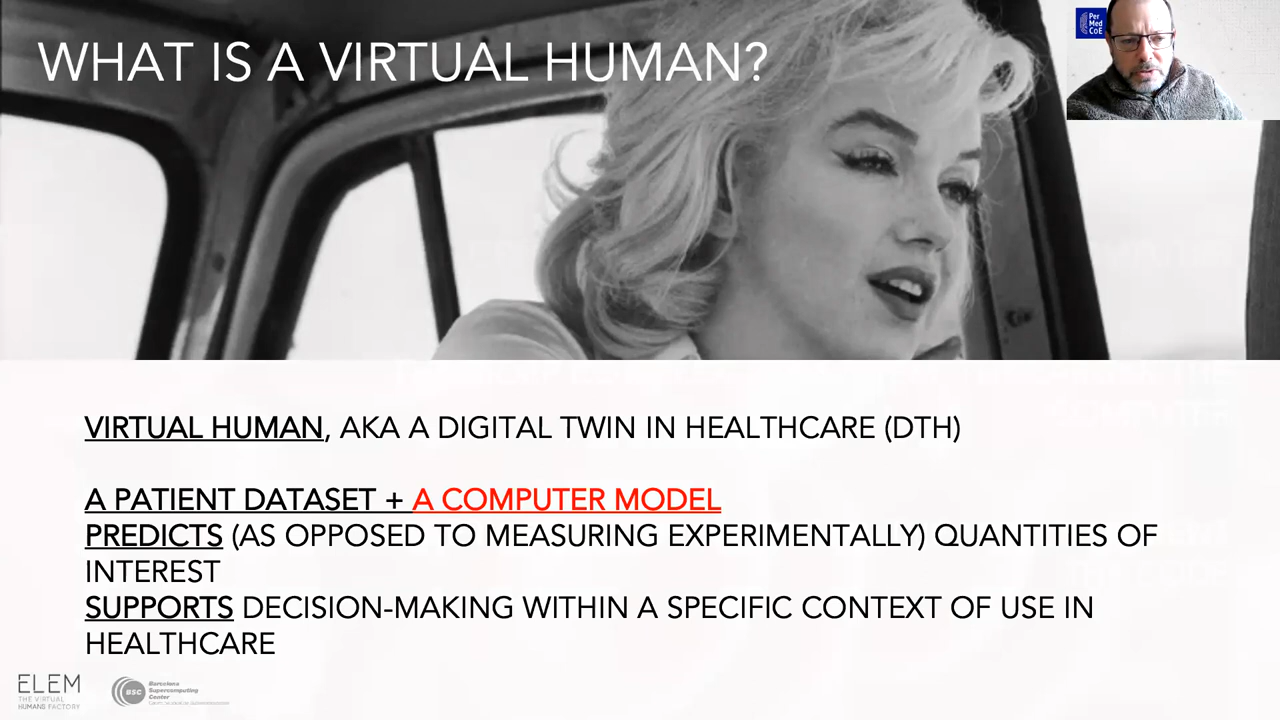 WHAT IS A VIRTUAL HUMAN?
Per
Med
CoE
VIRTUAL HUMAN, AKA A DIGITAL TWIN IN HEALTHCARE (DTH)
A PATIENT DATASET + A COMPUTER MODEL
PREDICTS (AS OPPOSED TO MEASURING EXPERIMENTALLY) QUANTITIES OF
INTEREST
SUPPORTS DECISION-MAKING WITHIN A SPECIFIC CONTEXT OF USE IN
HEALTHCARE
ELEM
THE VIRTUAL
HUMANS FACTORY
BSC
Barcelona
Supercomputing
Center